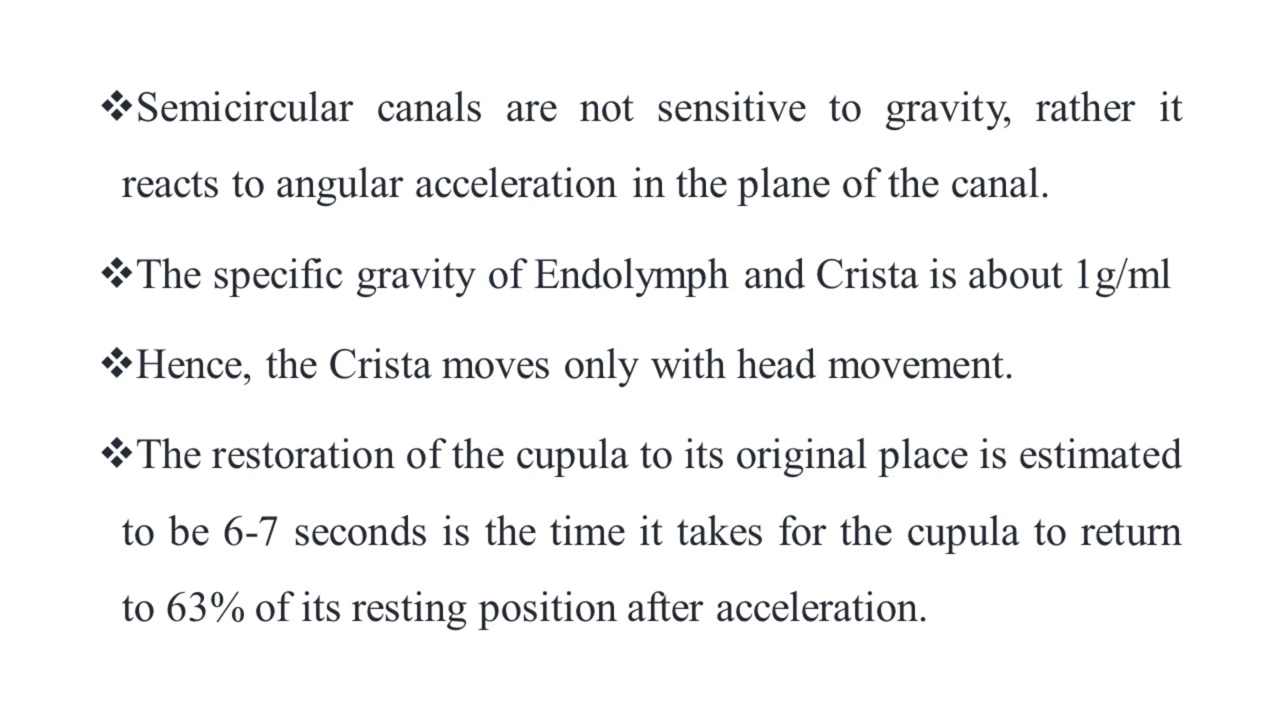 ❖Semicircular canals are not sensitive to gravity, rather it
reacts to angular acceleration in the plane of the canal.
❖The specific gravity of Endolymph and Crista is about 1g/ml
❖Hence, the Crista moves only with head movement.
❖The restoration of the cupula to its original place is estimated
to be 6-7 seconds is the time it takes for the cupula to return
to 63% of its resting position after acceleration.